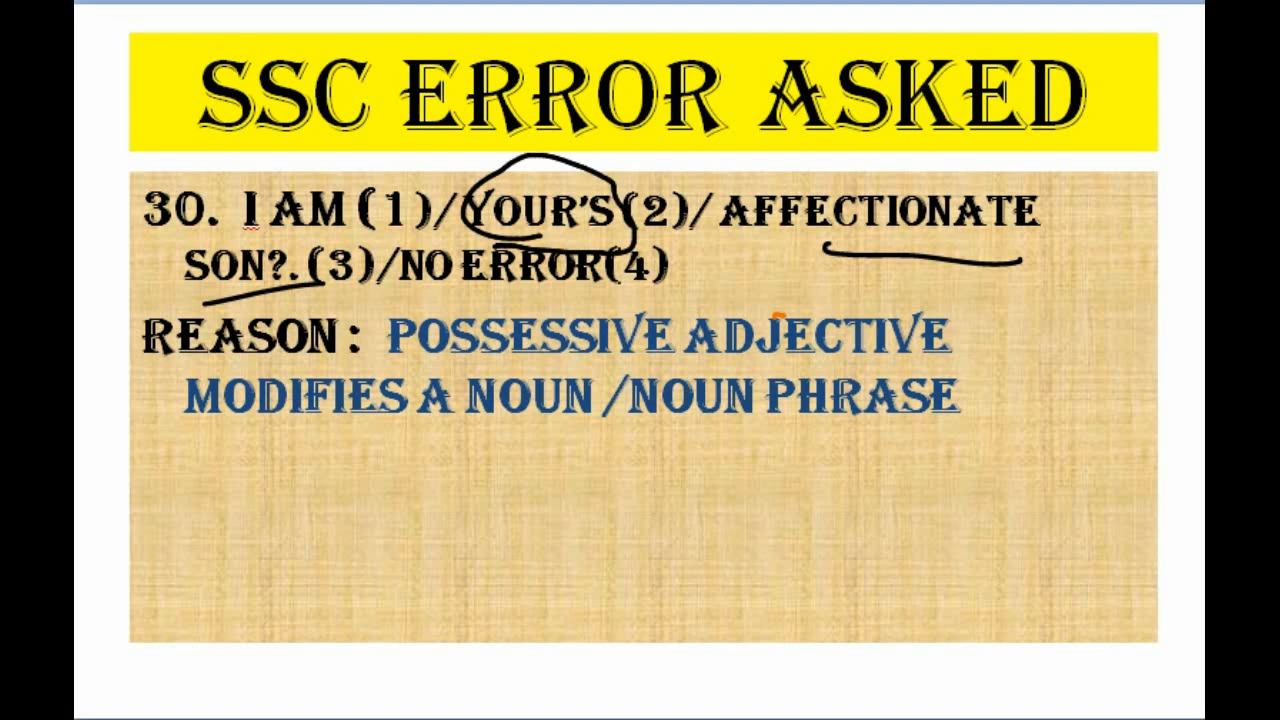 SSC ERROR ASKED
30. I AM (1)/YOUR'S (2)/ AFFECTIONATE
SON?.(3)/NO ERROR(4)
REASON: POSSESSIVE ADJECTIVE
MODIFIES A NOUN /NOUN PHRASE